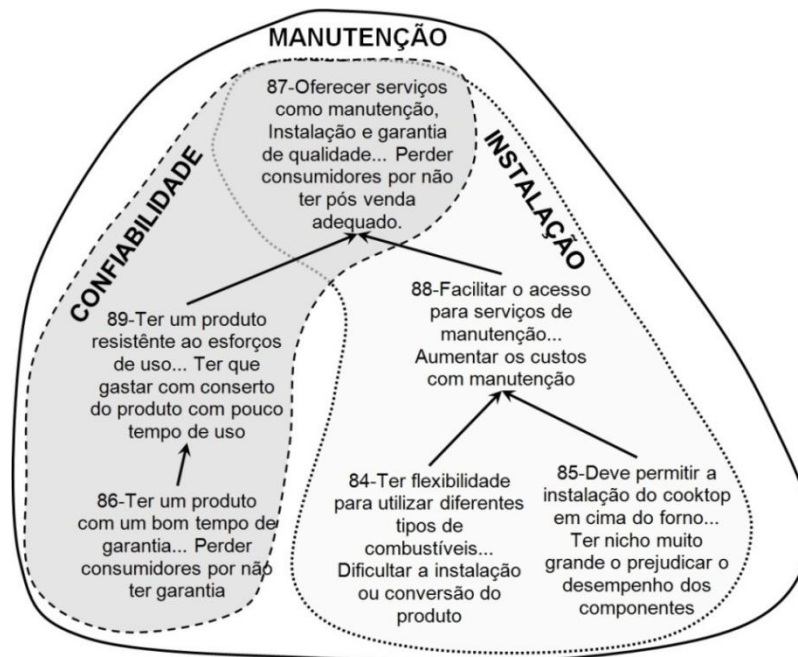 MANUTENÇÃO
87-Oferecer serviços
como manutenção,
Instalação e garantia
de qualidade... Perder
consumidores por não
ter pós venda
adequado.
CONFIABILIDADE
INSTALAÇÃO
89-Ter um produto
resistênte ao esforços
de uso... Ter que
gastar com conserto
do produto com pouco
tempo de uso
88-Facilitar o acesso
para serviços de
manutenção...
Aumentar os custos
com manutenção
86-Ter um produto
com um bom tempo de
garantia... Perder
consumidores por não
ter garantia
84-Ter flexibilidade
para utilizar diferentes
tipos de
combustíveis...
Dificultar a instalação
ou conversão do
produto
85-Deve permitir a
instalação do cooktop
em cima do forno...
Ter nicho muito
grande o prejudicar o
desempenho dos
componentes